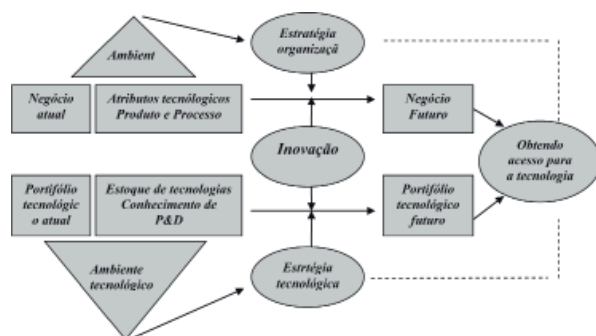 Ambient
Estratégia
organizaçã
Negócio
atual
Atributos tecnólogicos
Produto e Processo
Negócio
Futuro
Inovação
Obtendo
acesso para
a tecnologia
Portifólio
tecnológic
o atual
Estoque de tecnologias
Conhecimento de
P&D
Portifólio
tecnológico
futuro
Ambiente
tecnológico
Estrtégia
tecnológica